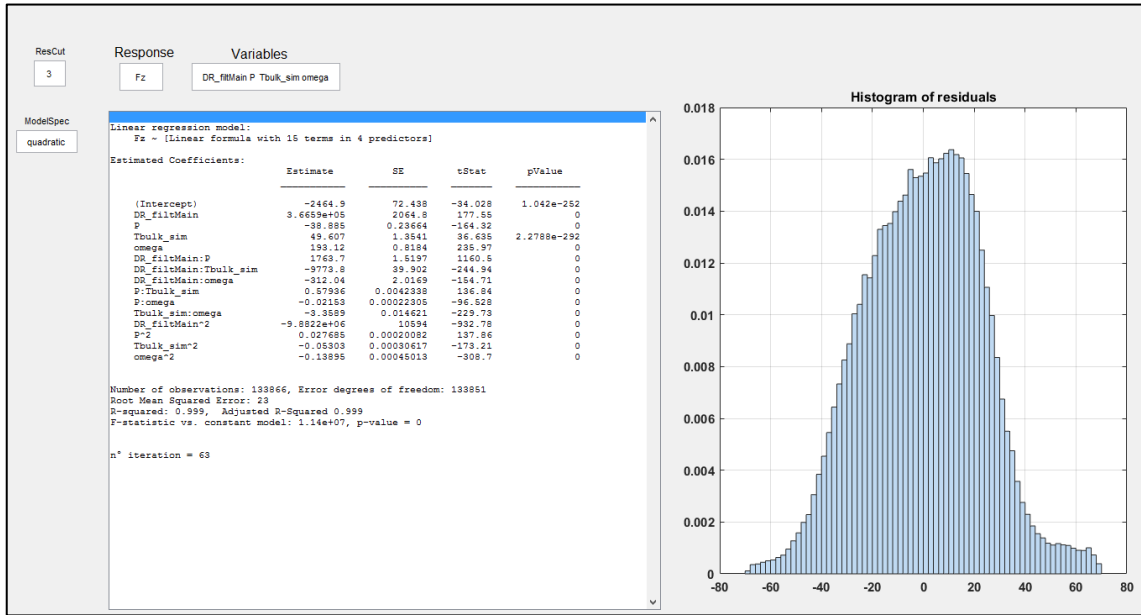 ResCut
3
Response
Fz
Variables
DR_filtMain P Tbulk_sim omega
ModelSpec
quadratic
Linear regression model:
Fz ~ [Linear formula with 15 terms in 4 predictors]
Estimated Coefficients:
Estimate SE tStat pValue
(Intercept) -2464.9 72.438 -34.028 1.042e-252
DR_filtMain 3.6659e+05 2064.8 177.55 0
P -38.885 0.23664 -164.32 0
Tbulk_sim 49.607 1.3541 36.635 2.2788e-292
omega 193.12 0.8184 235.97 0
DR_filtMain:P 1763.7 1.5197 1160.5 0
DR_filtMain:Tbulk_sim -9773.8 39.902 -244.94 0
DR_filtMain:omega -312.04 2.0169 -154.71 0
P:Tbulk_sim 0.57936 0.0042338 136.84 0
P:omega -0.02153 0.00022305 -96.528 0
Tbulk_sim:omega -3.3589 0.014621 -229.73 0
DR_filtMain^2 -9.8822e+06 10594 -932.78 0
P^2 0.027685 0.00020082 137.86 0
Tbulk_sim^2 -0.05303 0.00030617 -173.21 0
omega^2 -0.13895 0.00045013 -308.7 0
Number of observations: 133866, Error degrees of freedom: 133851
Root Mean Squared Error: 23
R-squared: 0.999, Adjusted R-Squared 0.999
F-statistic vs. constant model: 1.14e+07, p-value = 0
n° iteration = 63
Histogram of residuals
0.018
0.016
0.014
0.012
0.01
0.008
0.006
0.004
0.002
0
-80 -60 -40 -20 0 20 40 60 80